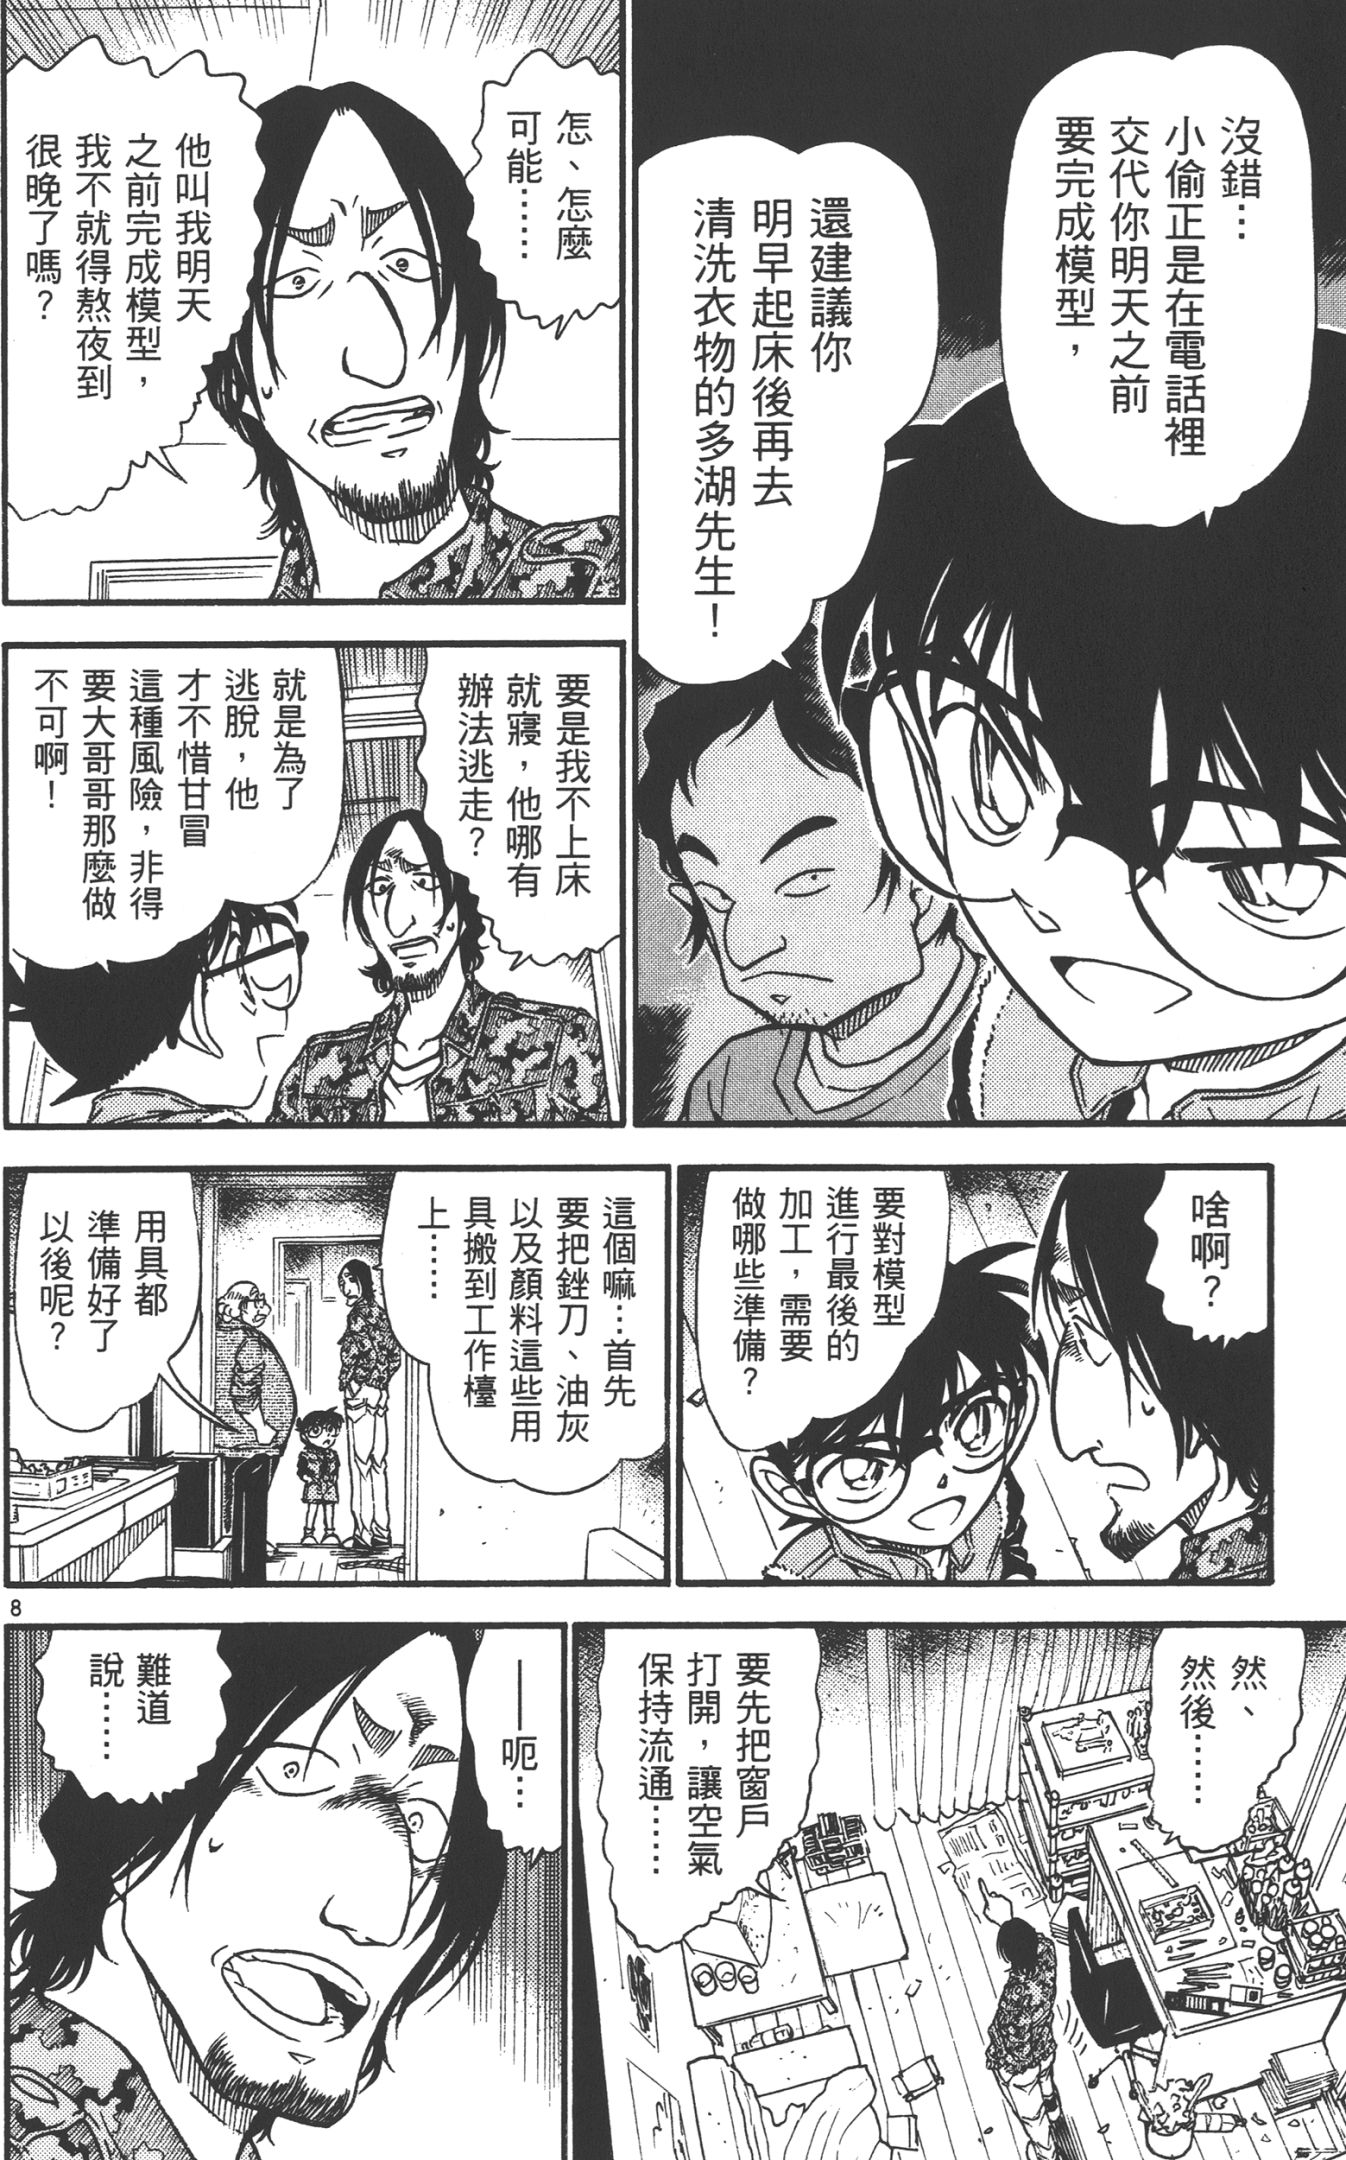 沒錯…
小偷正是在電話裡
交代你明天之前
要完成模型，
還建議你
明早起床後再去
清洗衣物的多湖先生！
怎、怎麼
可能……
他叫我明天
之前完成模型，
我不就得熬夜到
很晚了嗎？
要是我不上床
就寢，他哪有
辦法逃走？
就是為了
逃脫，他
才不惜甘冒
這種風險，非得
要大哥哥那麼做
不可啊！
啥啊？
要對模型
進行最後的
加工，需要
做哪些準備？
這個嘛…首先
要把銼刀、油灰
以及顏料這些用
具搬到工作檯
上……
用具都
準備好了
以後呢？
然、
然後……
要先把窗戶
打開，讓空氣
保持流通……
——呃…
難道
說……
8